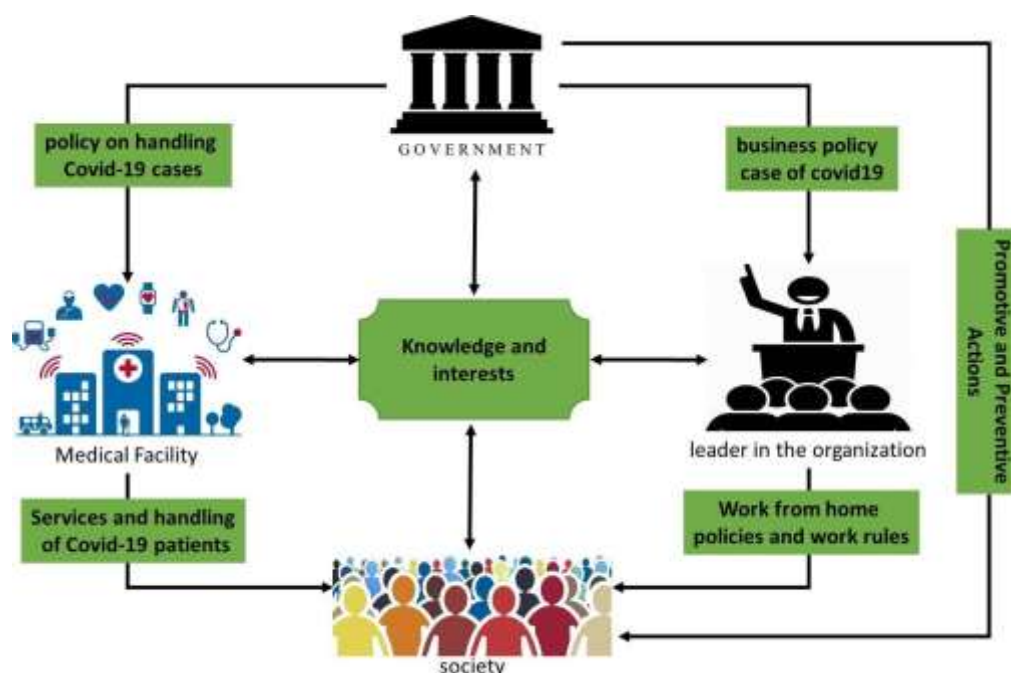 GOVERNMENT
policy on handling
Covid-19 cases
business policy
case of covid19
Promotive and Preventive
Actions
Knowledge and
interests
Medical Facility
leader in the organization
Services and handling
of Covid-19 patients
Work from home
policies and work rules
society